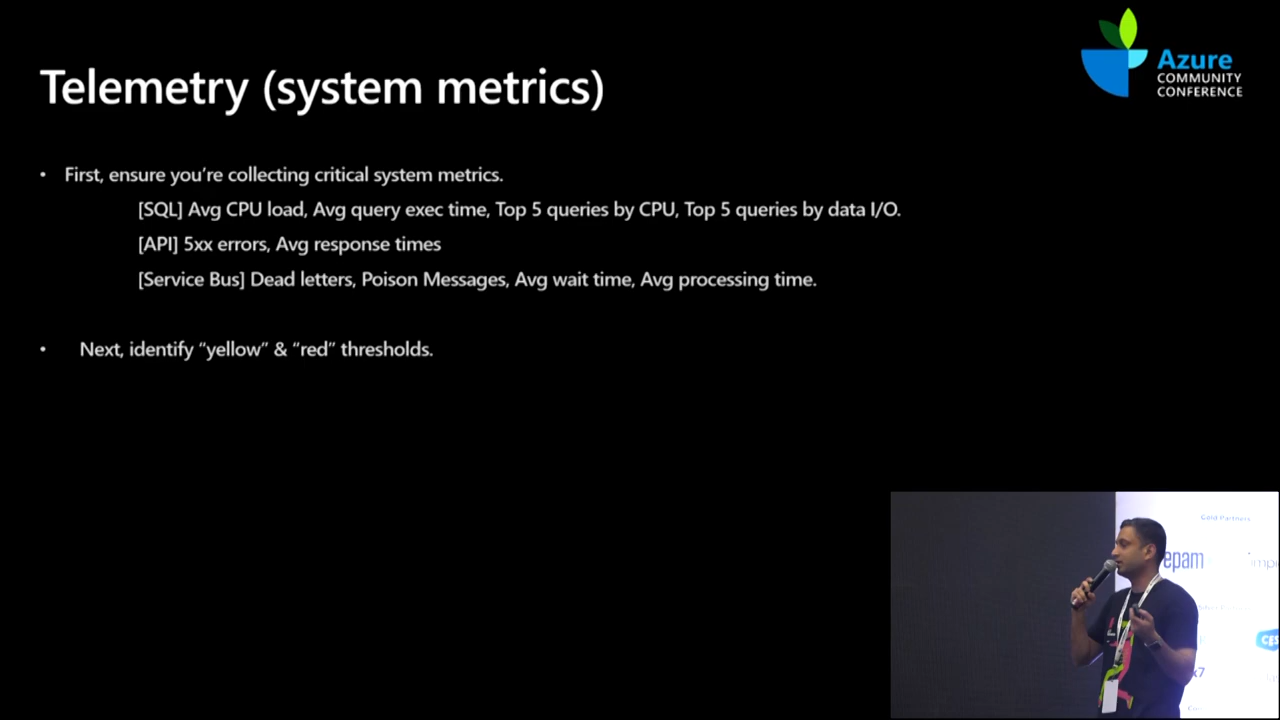 Telemetry (system metrics)
Azure
COMMUNITY
CONFERENCE
• First, ensure you’re collecting critical system metrics.
[SQL] Avg CPU load, Avg query exec time, Top 5 queries by CPU, Top 5 queries by data I/O.
[API] 5xx errors, Avg response times
[Service Bus] Dead letters, Poison Messages, Avg wait time, Avg processing time.
• Next, identify “yellow” & “red” thresholds.
Gold Partners
epam